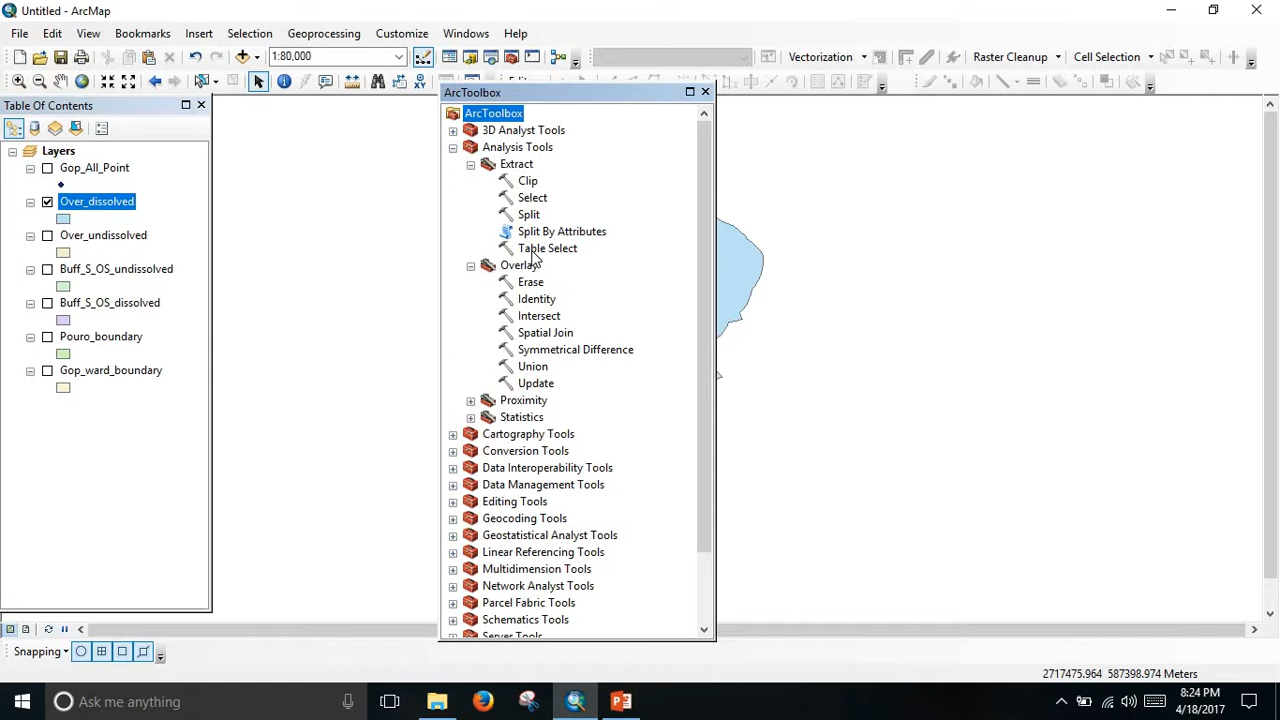 Untitled - ArcMap
File Edit View Bookmarks Insert Selection Geoprocessing Customize Windows Help
1:80,000 Vectorization Raster Cleanup Cell Selection
ArcToolbox
Table Of Contents
Layers
Gop_All_Point
Over_dissolved
Over_undissolved
Buff_S_OS_undissolved
Buff_S_OS_dissolved
Pouro_boundary
Gop_ward_boundary
ArcToolbox
3D Analyst Tools
Analysis Tools
Extract
Clip
Select
Split
Split By Attributes
Table Select
Overlay
Erase
Identity
Intersect
Spatial Join
Symmetrical Difference
Union
Update
Proximity
Statistics
Cartography Tools
Conversion Tools
Data Interoperability Tools
Data Management Tools
Editing Tools
Geocoding Tools
Geostatistical Analyst Tools
Linear Referencing Tools
Multidimension Tools
Network Analyst Tools
Parcel Fabric Tools
Schematics Tools
Server Tools
Snapping
2717475.964 587398.974 Meters
Ask me anything
8:24 PM
4/18/2017